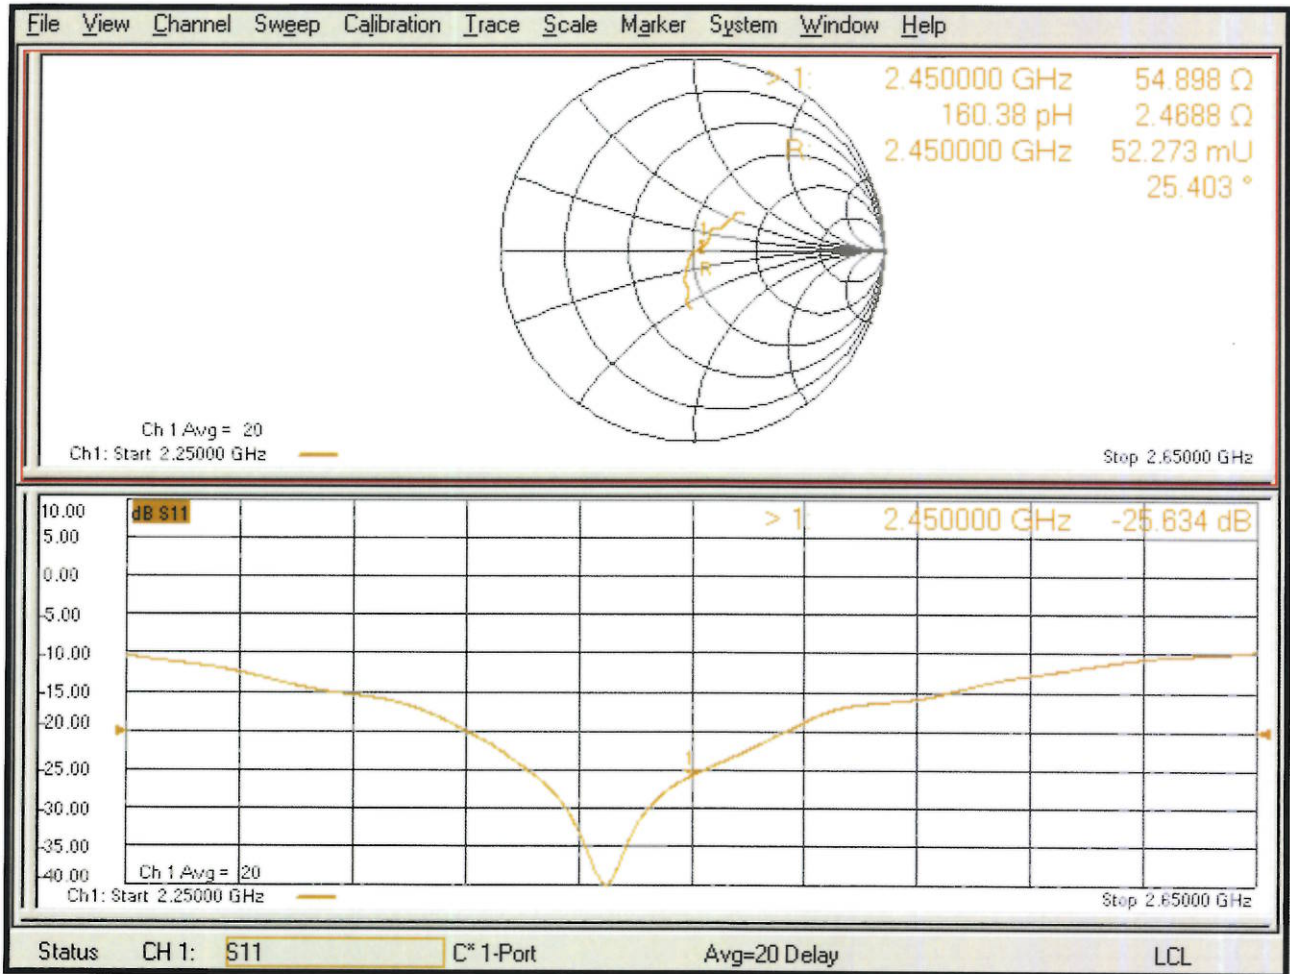 File View Channel Sweep Calibration Trace Scale Marker System Window Help
> 1: 2.450000 GHz 54.898 Ω
160.38 pH 2.4688 Ω
R: 2.450000 GHz 52.273 mU
25.403 °
1
R
Ch 1 Avg = 20
Ch1: Start 2.25000 GHz
Stop 2.65000 GHz
10.00
dB S11
> 1: 2.450000 GHz -25.634 dB
5.00
0.00
-5.00
-10.00
-15.00
-20.00
1
-25.00
-30.00
-35.00
-40.00
Ch 1 Avg = 20
Ch1: Start 2.25000 GHz
Stop 2.65000 GHz
Status CH 1: S11 C* 1-Port Avg=20 Delay LCL